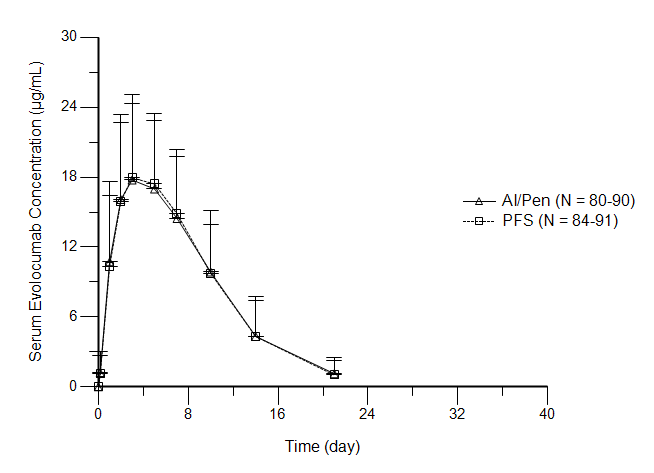 30
24
18
12
6
0
Serum Evolocumab Concentration (μg/mL)
AI/Pen (N = 80-90)
PFS (N = 84-91)
0 8 16 24 32 40
Time (day)